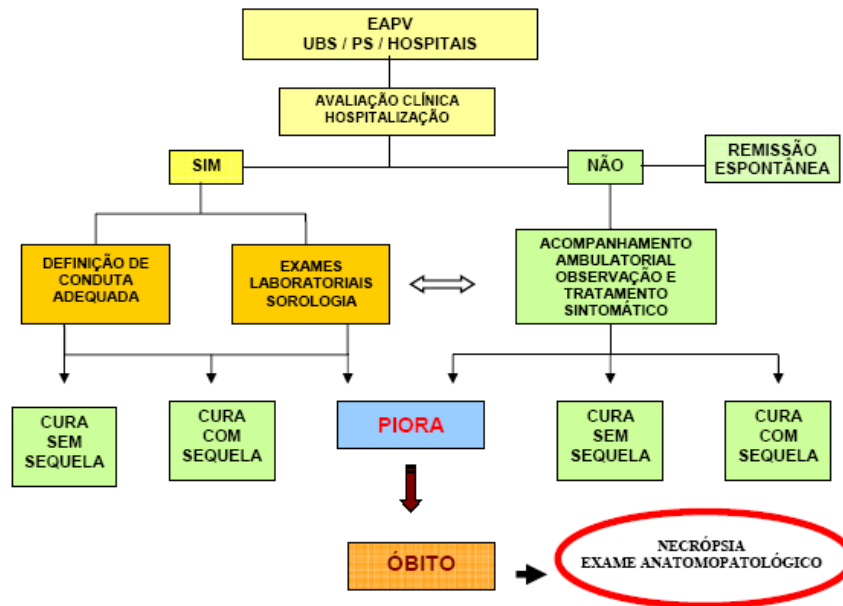 EAPV
UBS / PS / HOSPITAIS
AVALIAÇÃO CLÍNICA
HOSPITALIZAÇÃO
SIM
NÃO
REMISSÃO
ESPONTÂNEA
DEFINIÇÃO DE
CONDUTA
ADEQUADA
EXAMES
LABORATORIAIS
SOROLOGIA
ACOMPANHAMENTO
AMBULATORIAL
OBSERVAÇÃO E
TRATAMENTO
SINTOMÁTICO
CURA
SEM
SEQUELA
CURA
COM
SEQUELA
PIORA
CURA
SEM
SEQUELA
CURA
COM
SEQUELA
ÓBITO
NECRÓPSIA
EXAME ANATOMOPATOLÓGICO